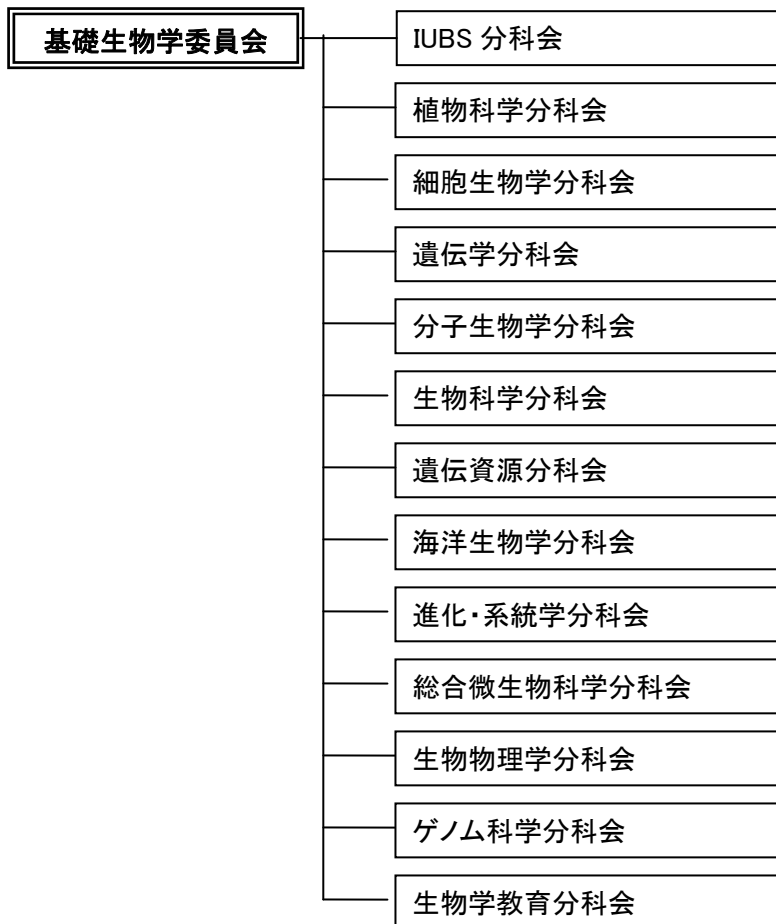 基礎生物学委員会
IUBS 分科会
植物科学分科会
細胞生物学分科会
遺伝学分科会
分子生物学分科会
生物科学分科会
遺伝資源分科会
海洋生物学分科会
進化・系統学分科会
総合微生物科学分科会
生物物理学分科会
ゲノム科学分科会
生物学教育分科会